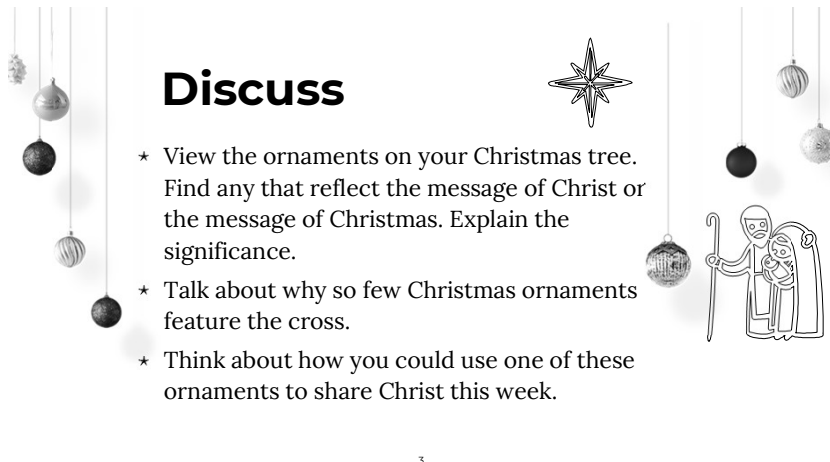 Discuss
* View the ornaments on your Christmas tree.
Find any that reflect the message of Christ or
the message of Christmas. Explain the
significance.
* Talk about why so few Christmas ornaments
feature the cross.
* Think about how you could use one of these
ornaments to share Christ this week.
3